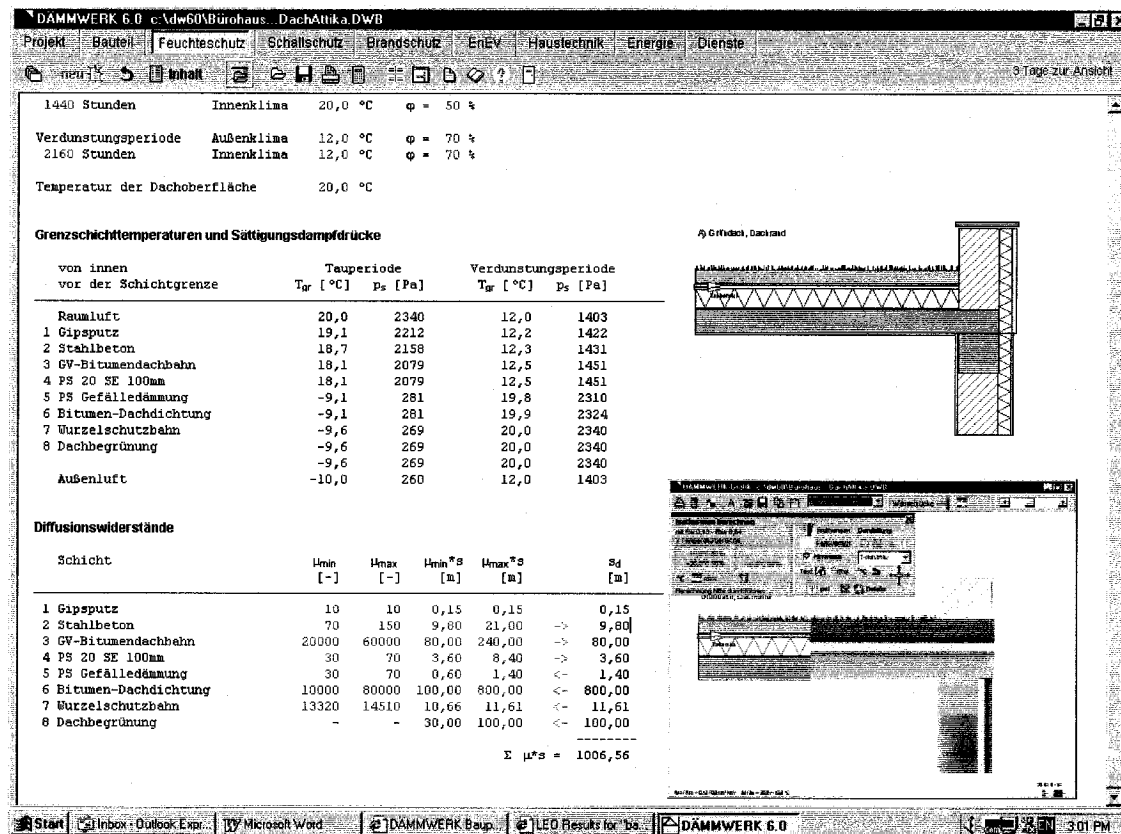 DÄMMWERK 6.0 c:\dw60\Bürohaus...DachAttika.DWB
Projekt Bauteil Feuchteschutz Schallschutz Brandschutz EnEV Haustechnik Energie Dienste
neu Inhalt 3 Tage zur Ansicht
1440 Stunden Innenklima 20,0 °C φ = 50 %
Verdunstungsperiode Außenklima 12,0 °C φ = 70 %
2160 Stunden Innenklima 12,0 °C φ = 70 %
Temperatur der Dachoberfläche 20,0 °C
Grenzschichttemperaturen und Sättigungsdampfdrücke
von innen Tauperiode Verdunstungsperiode
vor der Schichtgrenze Tgr [°C] ps [Pa] Tgr [°C] ps [Pa]
Raumluft 20,0 2340 12,0 1403
1 Gipsputz 19,1 2212 12,2 1422
2 Stahlbeton 18,7 2158 12,3 1431
3 GV-Bitumendachbahn 18,1 2079 12,5 1451
4 PS 20 SE 100mm 18,1 2079 12,5 1451
5 PS Gefälledämmung -9,1 281 19,8 2310
6 Bitumen-Dachdichtung -9,1 281 19,9 2324
7 Wurzelschutzbahn -9,6 269 20,0 2340
8 Dachbegrünung -9,6 269 20,0 2340
-9,6 269 20,0 2340
Außenluft -10,0 260 12,0 1403
A) Gründach, Dachrand
Diffusionswiderstände
Schicht μmin μmax μmin*s μmax*s sd
[-] [-] [m] [m] [m]
1 Gipsputz 10 10 0,15 0,15 0,15
2 Stahlbeton 70 150 9,80 21,00 -> 9,80
3 GV-Bitumendachbahn 20000 60000 80,00 240,00 -> 80,00
4 PS 20 SE 100mm 30 70 3,60 8,40 -> 3,60
5 PS Gefälledämmung 30 70 0,60 1,40 <- 1,40
6 Bitumen-Dachdichtung 10000 80000 100,00 800,00 <- 800,00
7 Wurzelschutzbahn 13320 14510 10,66 11,61 <- 11,61
8 Dachbegrünung - - 30,00 100,00 <- 100,00
--------
Σ μ*s = 1006,56
Start Inbox - Outlook Expr... Microsoft Word DÄMMWERK Baup... LEO Results for "ba... DÄMMWERK 6.0 EN 3:01 PM